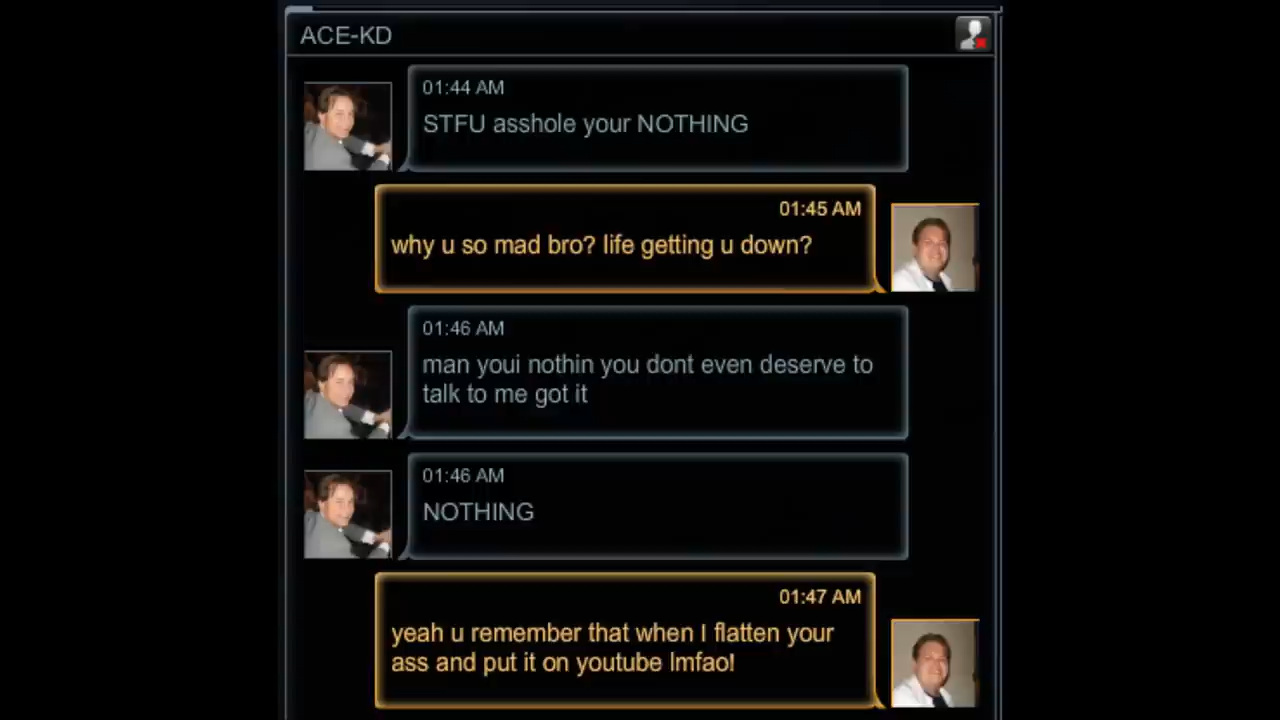 ACE-KD
01:44 AM
STFU asshole your NOTHING
01:45 AM
why u so mad bro? life getting u down?
01:46 AM
man youi nothin you dont even deserve to
talk to me got it
01:46 AM
NOTHING
01:47 AM
yeah u remember that when I flatten your
ass and put it on youtube lmfao!